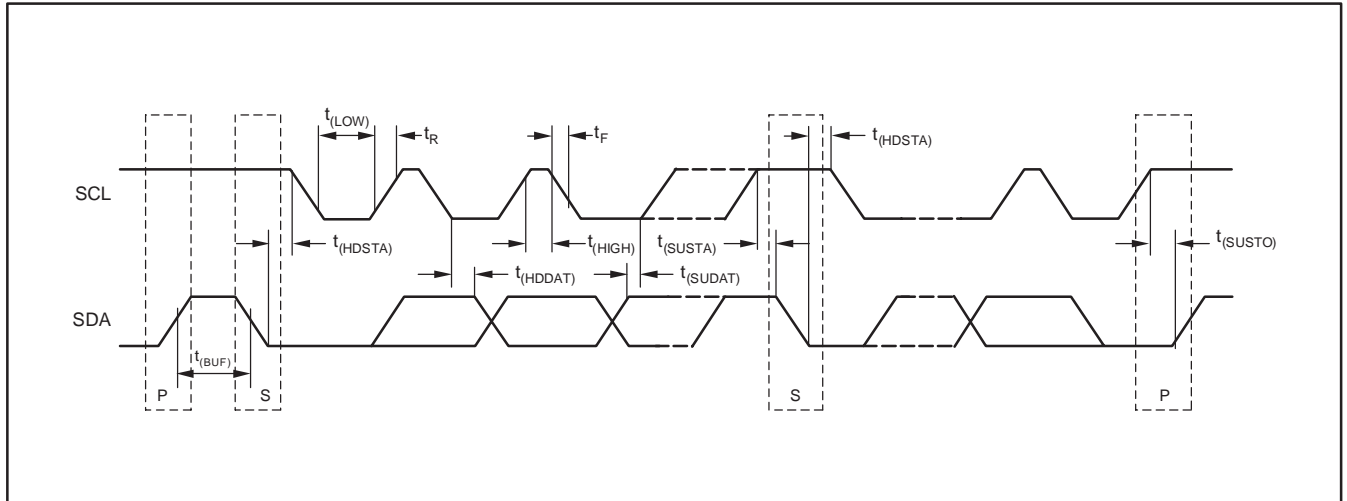 t(LOW)
tR
tF
t(HDSTA)
SCL
t(HDSTA)
t(HIGH)
t(SUSTA)
t(SUSTO)
t(HDDAT)
t(SUDAT)
SDA
t(BUF)
P
S
S
P